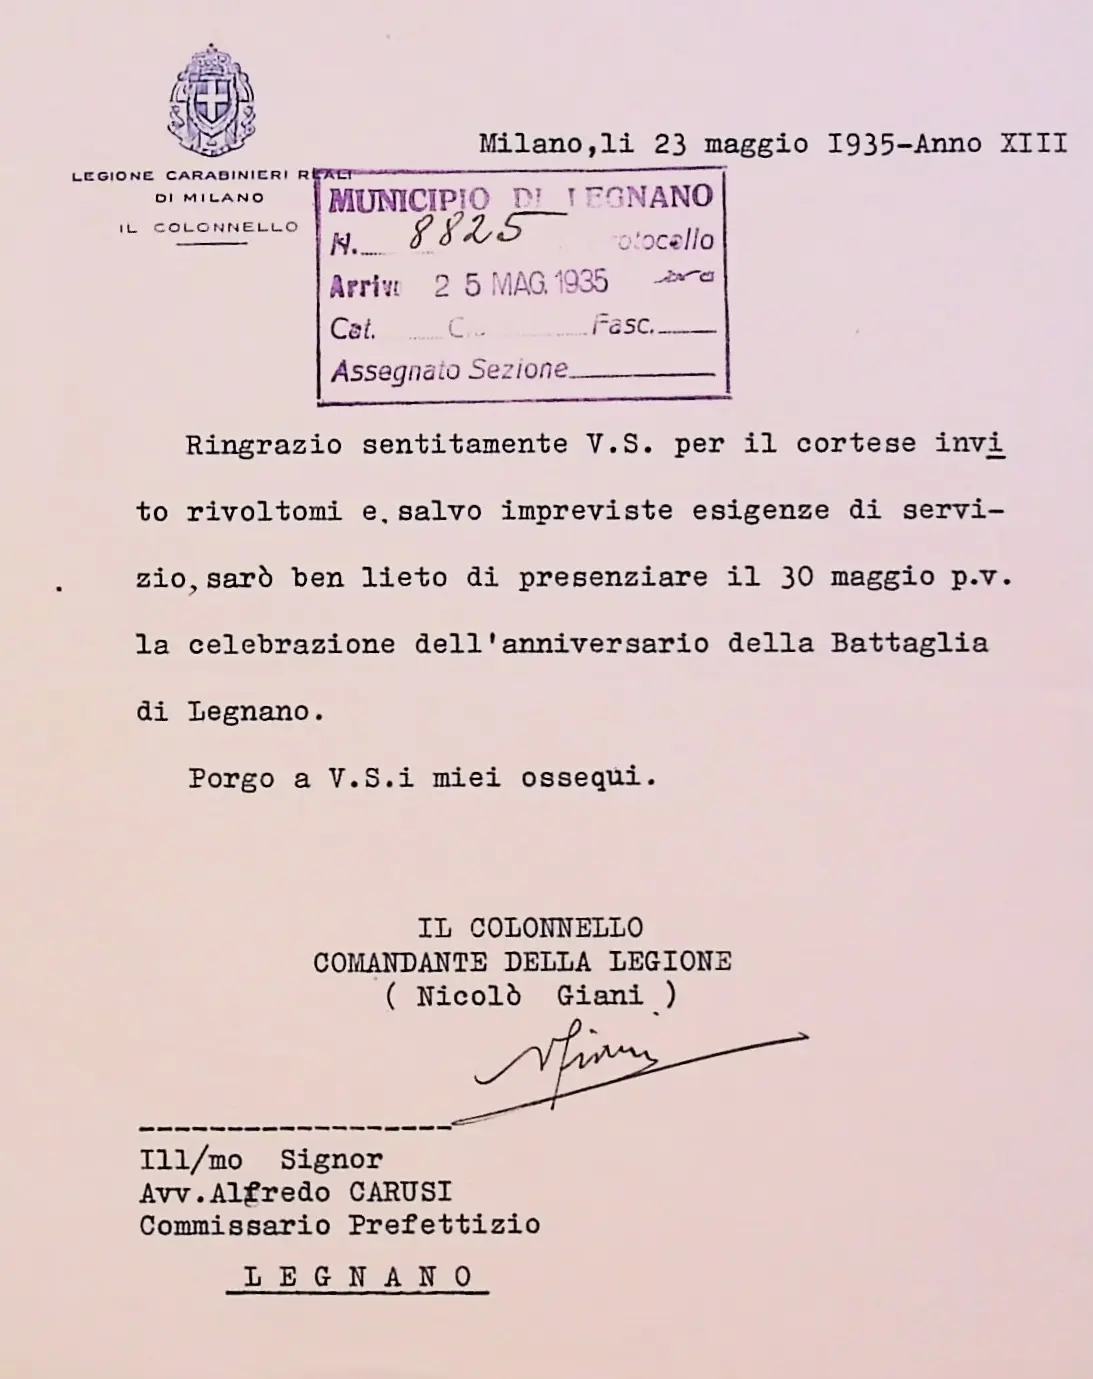 Milano,li 23 maggio 1935-Anno XIII
LEGIONE CARABINIERI REALI
DI MILANO
IL COLONNELLO
MUNICIPIO DI LEGNANO
N. 8825 otocollo
Arrivo 25 MAG. 1935
Cat. C. Fasc.
Assegnato Sezione
Ringrazio sentitamente V.S. per il cortese invi
to rivoltomi e,salvo impreviste esigenze di servi-
zio,sarò ben lieto di presenziare il 30 maggio p.v.
la celebrazione dell'anniversario della Battaglia
di Legnano.
Porgo a V.S.i miei ossequi.
IL COLONNELLO
COMANDANTE DELLA LEGIONE
( Nicolò Giani )
NGiani
------------------
Ill/mo Signor
Avv.Alfredo CARUSI
Commissario Prefettizio
L E G N A N O